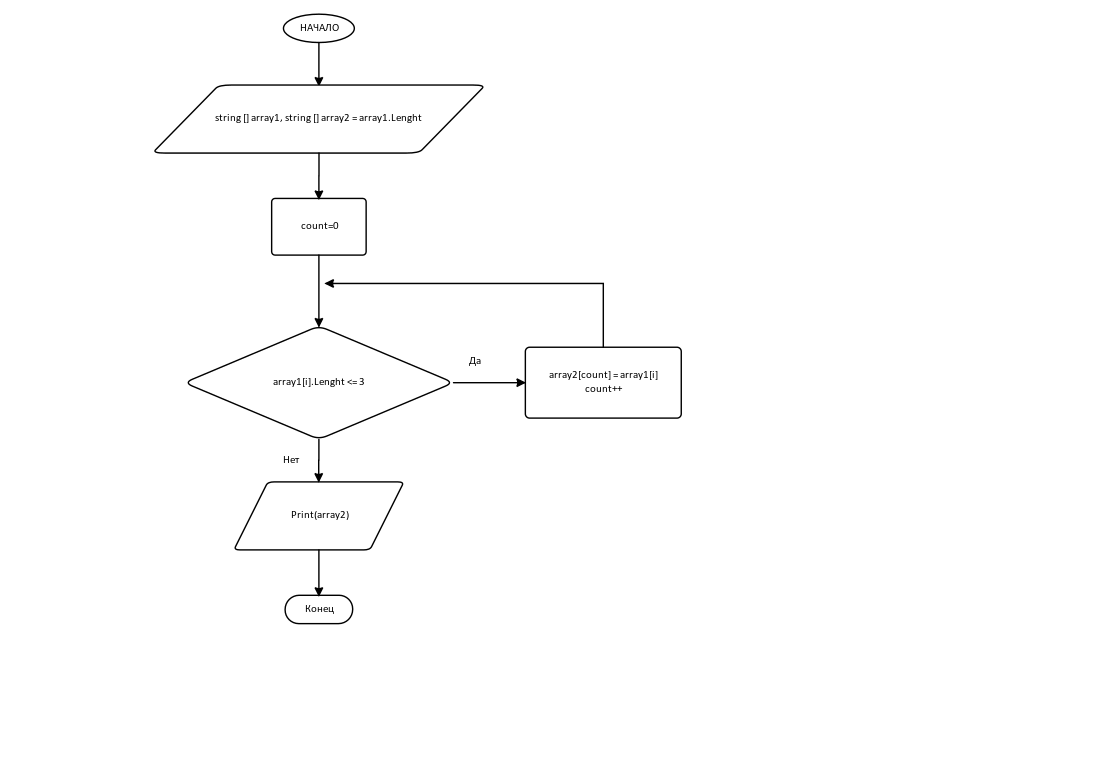 НАЧАЛО
string [] array1, string [] array2 = array1.Lenght
count=0
array1[i].Lenght <= 3
Да
array2[count] = array1[i]
count++
Нет
Print(array2)
Конец